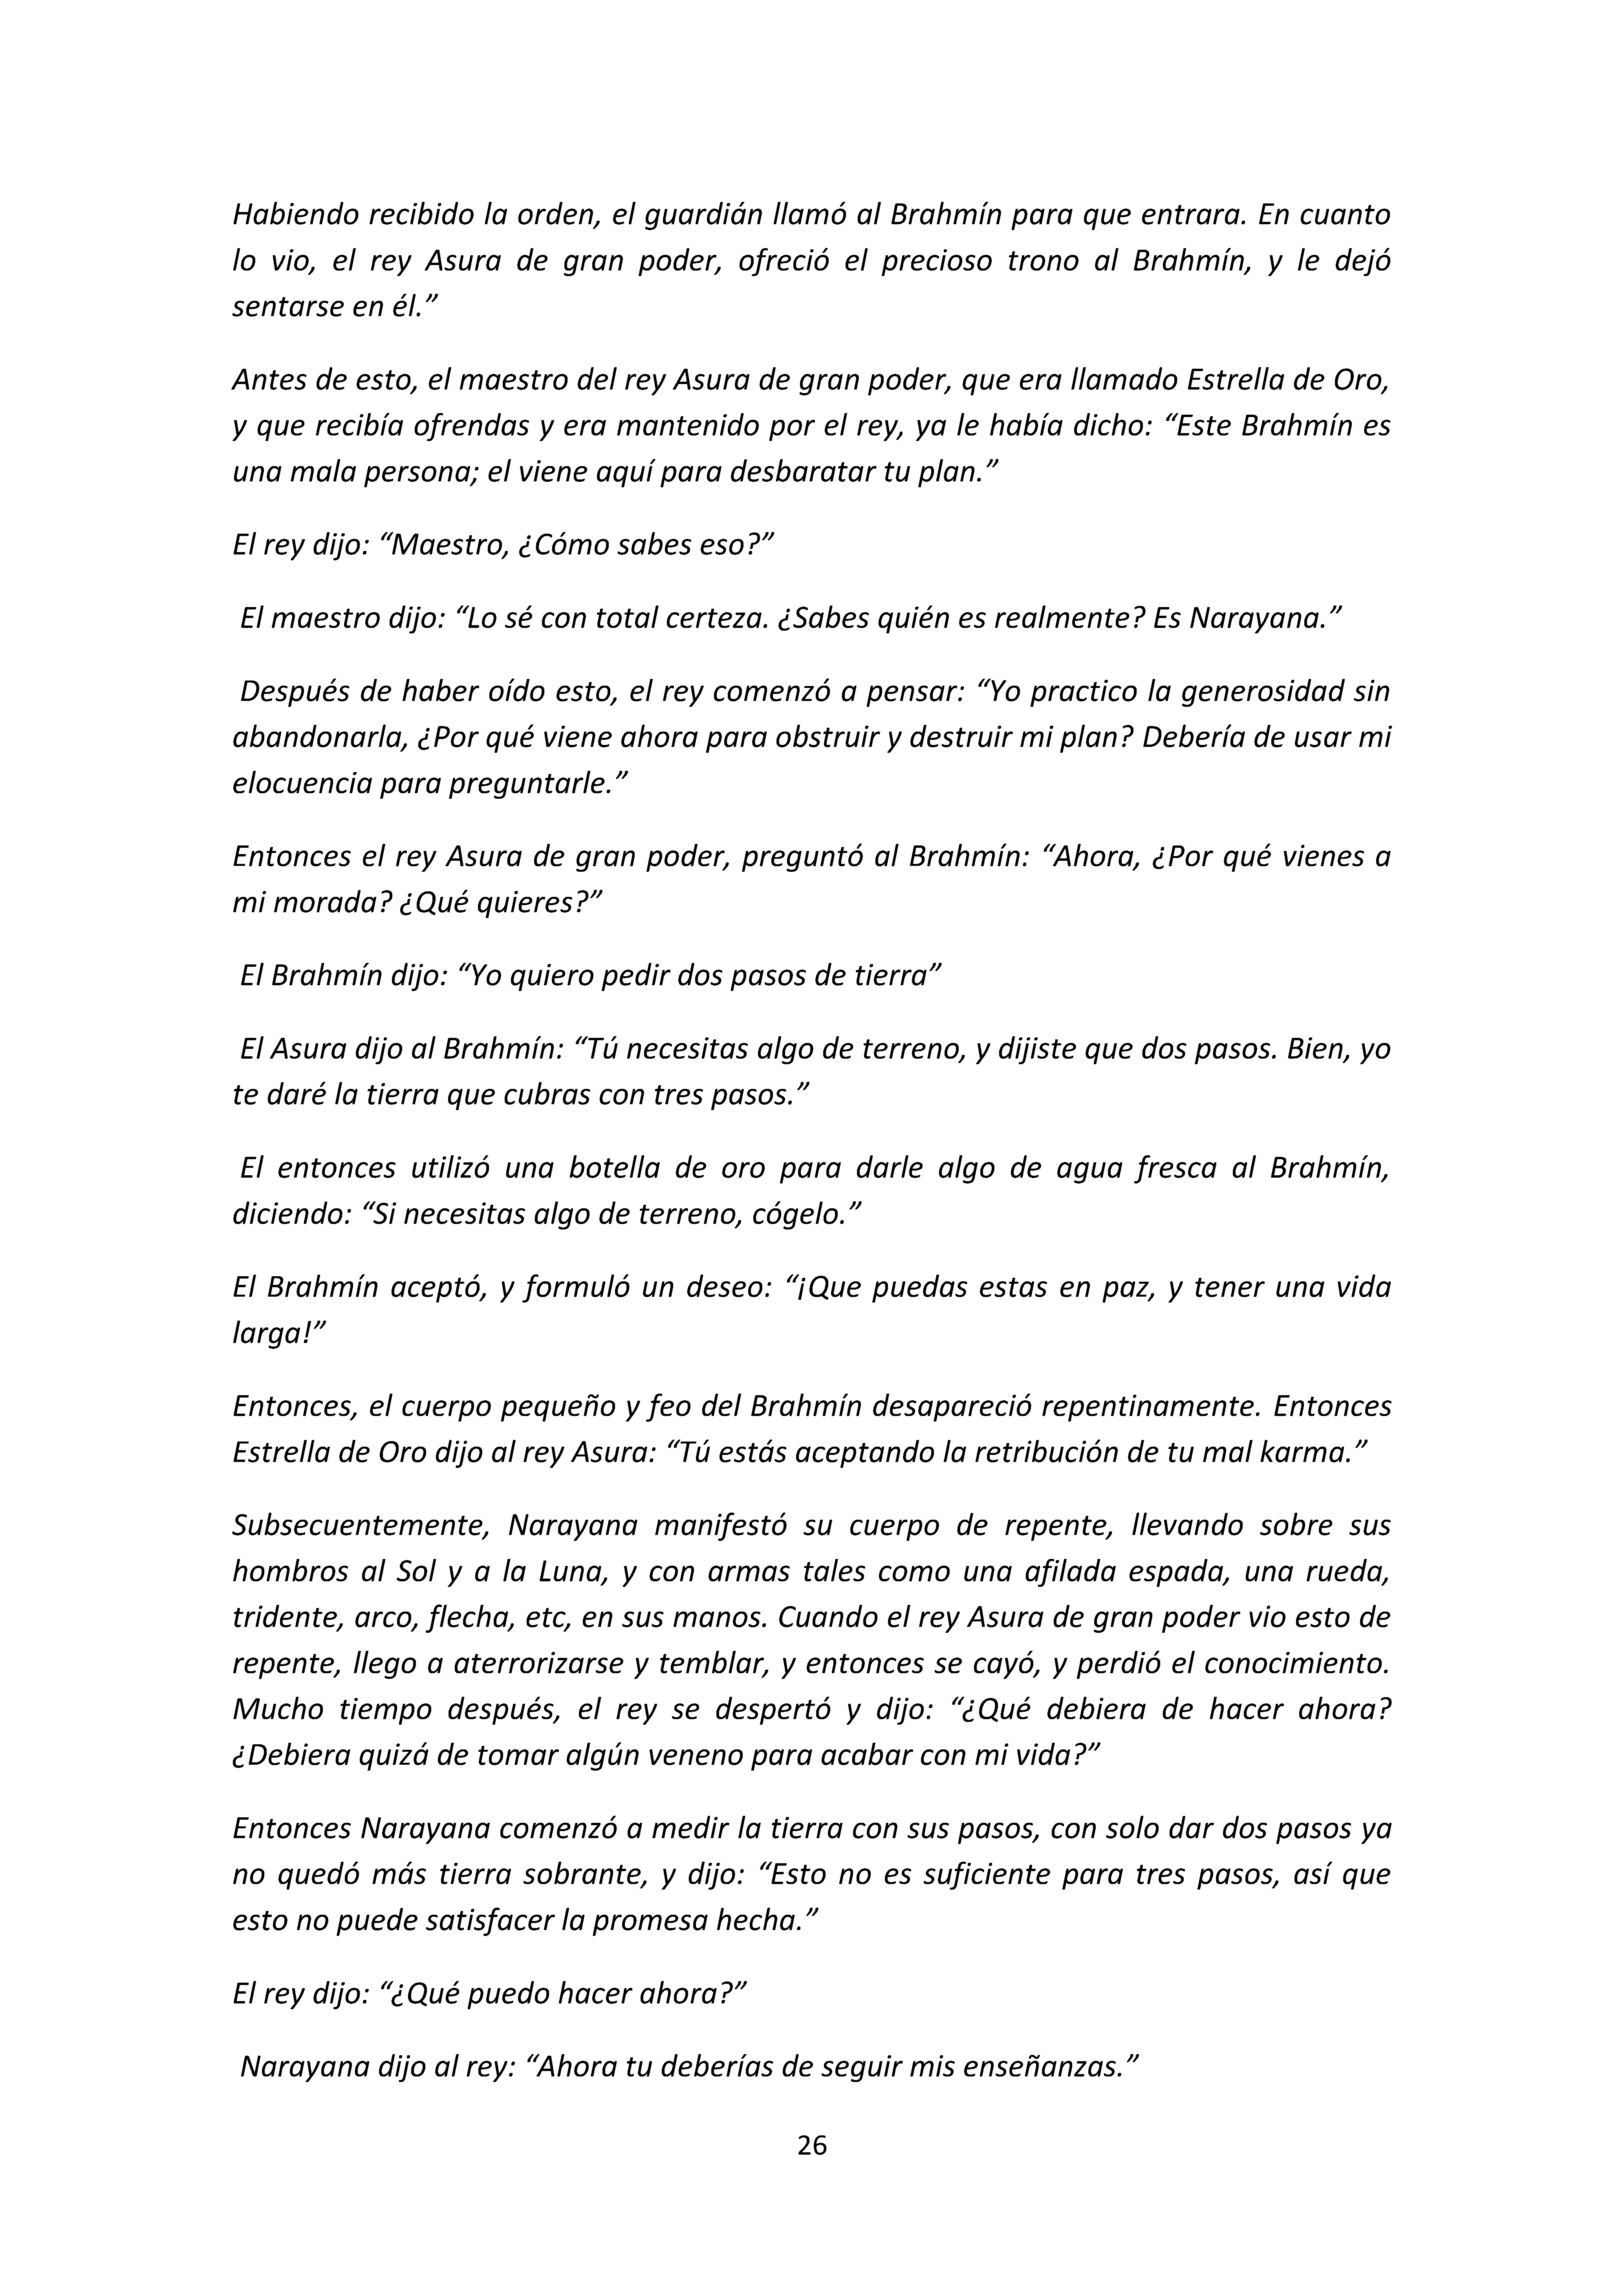 Habiendo recibido la orden, el guardián llamó al Brahmín para que entrara. En cuanto
lo vio, el rey Asura de gran poder, ofreció el precioso trono al Brahmín, y le dejó
sentarse en él.”
Antes de esto, el maestro del rey Asura de gran poder, que era llamado Estrella de Oro,
y que recibía ofrendas y era mantenido por el rey, ya le había dicho: “Este Brahmín es
una mala persona; el viene aquí para desbaratar tu plan.”
El rey dijo: “Maestro, ¿Cómo sabes eso?”
El maestro dijo: “Lo sé con total certeza. ¿Sabes quién es realmente? Es Narayana.”
Después de haber oído esto, el rey comenzó a pensar: “Yo practico la generosidad sin
abandonarla, ¿Por qué viene ahora para obstruir y destruir mi plan? Debería de usar mi
elocuencia para preguntarle.”
Entonces el rey Asura de gran poder, preguntó al Brahmín: “Ahora, ¿Por qué vienes a
mi morada? ¿Qué quieres?”
El Brahmín dijo: “Yo quiero pedir dos pasos de tierra”
El Asura dijo al Brahmín: “Tú necesitas algo de terreno, y dijiste que dos pasos. Bien, yo
te daré la tierra que cubras con tres pasos.”
El entonces utilizó una botella de oro para darle algo de agua fresca al Brahmín,
diciendo: “Si necesitas algo de terreno, cógelo.”
El Brahmín aceptó, y formuló un deseo: “¡Que puedas estas en paz, y tener una vida
larga!”
Entonces, el cuerpo pequeño y feo del Brahmín desapareció repentinamente. Entonces
Estrella de Oro dijo al rey Asura: “Tú estás aceptando la retribución de tu mal karma.”
Subsecuentemente, Narayana manifestó su cuerpo de repente, llevando sobre sus
hombros al Sol y a la Luna, y con armas tales como una afilada espada, una rueda,
tridente, arco, flecha, etc, en sus manos. Cuando el rey Asura de gran poder vio esto de
repente, llego a aterrorizarse y temblar, y entonces se cayó, y perdió el conocimiento.
Mucho tiempo después, el rey se despertó y dijo: “¿Qué debiera de hacer ahora?
¿Debiera quizá de tomar algún veneno para acabar con mi vida?”
Entonces Narayana comenzó a medir la tierra con sus pasos, con solo dar dos pasos ya
no quedó más tierra sobrante, y dijo: “Esto no es suficiente para tres pasos, así que
esto no puede satisfacer la promesa hecha.”
El rey dijo: “¿Qué puedo hacer ahora?”
Narayana dijo al rey: “Ahora tu deberías de seguir mis enseñanzas.”
26